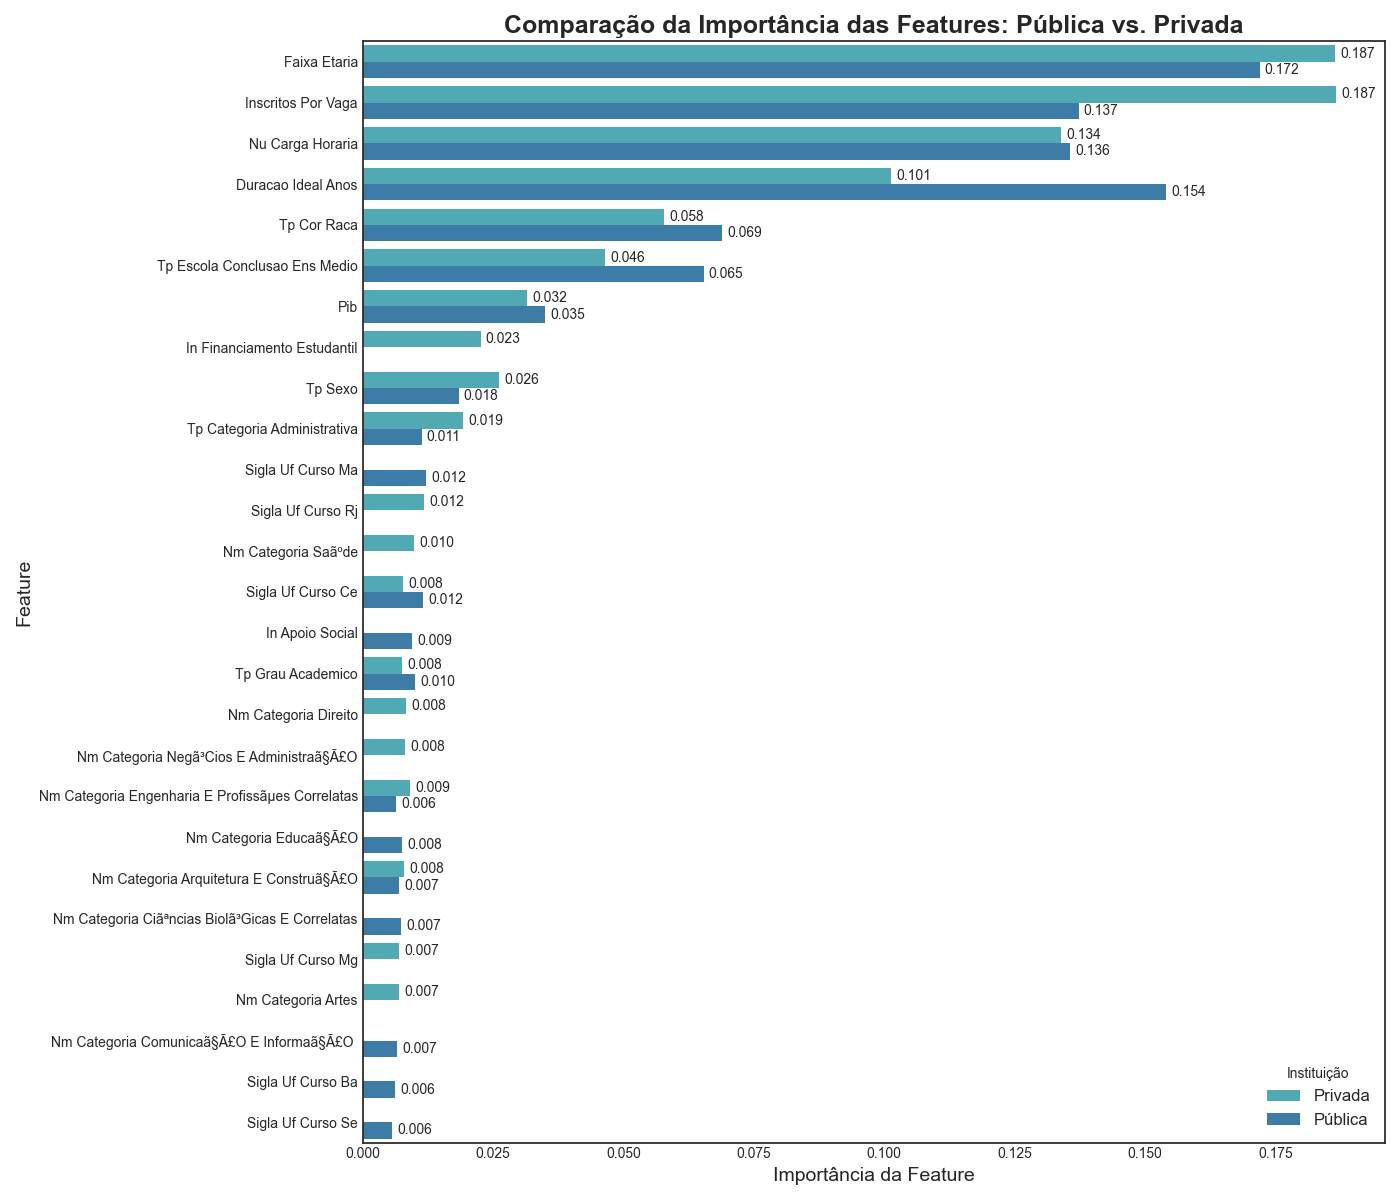 Comparação da Importância das Features: Pública vs. Privada
Faixa Etaria
0.187
0.172
Inscritos Por Vaga
0.187
0.137
Nu Carga Horaria
0.134
0.136
Duracao Ideal Anos
0.101
0.154
Tp Cor Raca
0.058
0.069
Tp Escola Conclusao Ens Medio
0.046
0.065
Pib
0.032
0.035
In Financiamento Estudantil
0.023
Tp Sexo
0.026
0.018
Tp Categoria Administrativa
0.019
0.011
Sigla Uf Curso Ma
0.012
Sigla Uf Curso Rj
0.012
Nm Categoria Saãºde
0.010
Sigla Uf Curso Ce
0.008
0.012
In Apoio Social
0.009
Tp Grau Academico
0.008
0.010
Nm Categoria Direito
0.008
Nm Categoria Negã³Cios E Administraã§Ã£O
0.008
Nm Categoria Engenharia E Profissãµes Correlatas
0.009
0.006
Nm Categoria Educaã§Ã£O
0.008
Nm Categoria Arquitetura E Construã§Ã£O
0.008
0.007
Nm Categoria Ciãªncias Biolã³Gicas E Correlatas
0.007
Sigla Uf Curso Mg
0.007
Nm Categoria Artes
0.007
Nm Categoria Comunicaã§Ã£O E Informaã§Ã£O
0.007
Sigla Uf Curso Ba
0.006
Sigla Uf Curso Se
0.006
Feature
Instituição
Privada
Pública
0.000 0.025 0.050 0.075 0.100 0.125 0.150 0.175
Importância da Feature